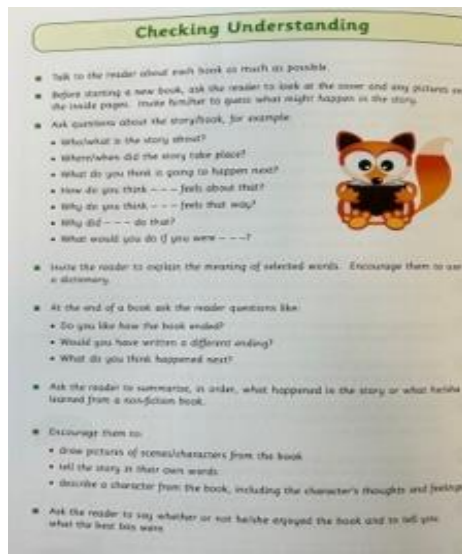 Checking Understanding
Talk to the reader about each book as much as possible.
Before starting a new book, ask the reader to look at the cover and any pictures on
the inside pages. Invite him/her to guess what might happen in the story.
Ask questions about the story/book, for example:
• Who/what is the story about?
• Where/when did the story take place?
• What do you think is going to happen next?
• How do you think --- feels about that?
• Why do you think --- feels that way?
• Why did --- do that?
• What would you do if you were ---?
Invite the reader to explain the meaning of selected words. Encourage them to use
a dictionary.
At the end of a book ask the reader questions like:
• Do you like how the book ended?
• Would you have written a different ending?
• What do you think happened next?
Ask the reader to summarise, in order, what happened in the story or what he/she
learned from a non-fiction book.
Encourage them to:
• draw pictures of scenes/characters from the book
• tell the story in their own words
• describe a character from the book, including the character's thoughts and feelings
Ask the reader to say whether or not he/she enjoyed the book and to tell you
what the best bits were.